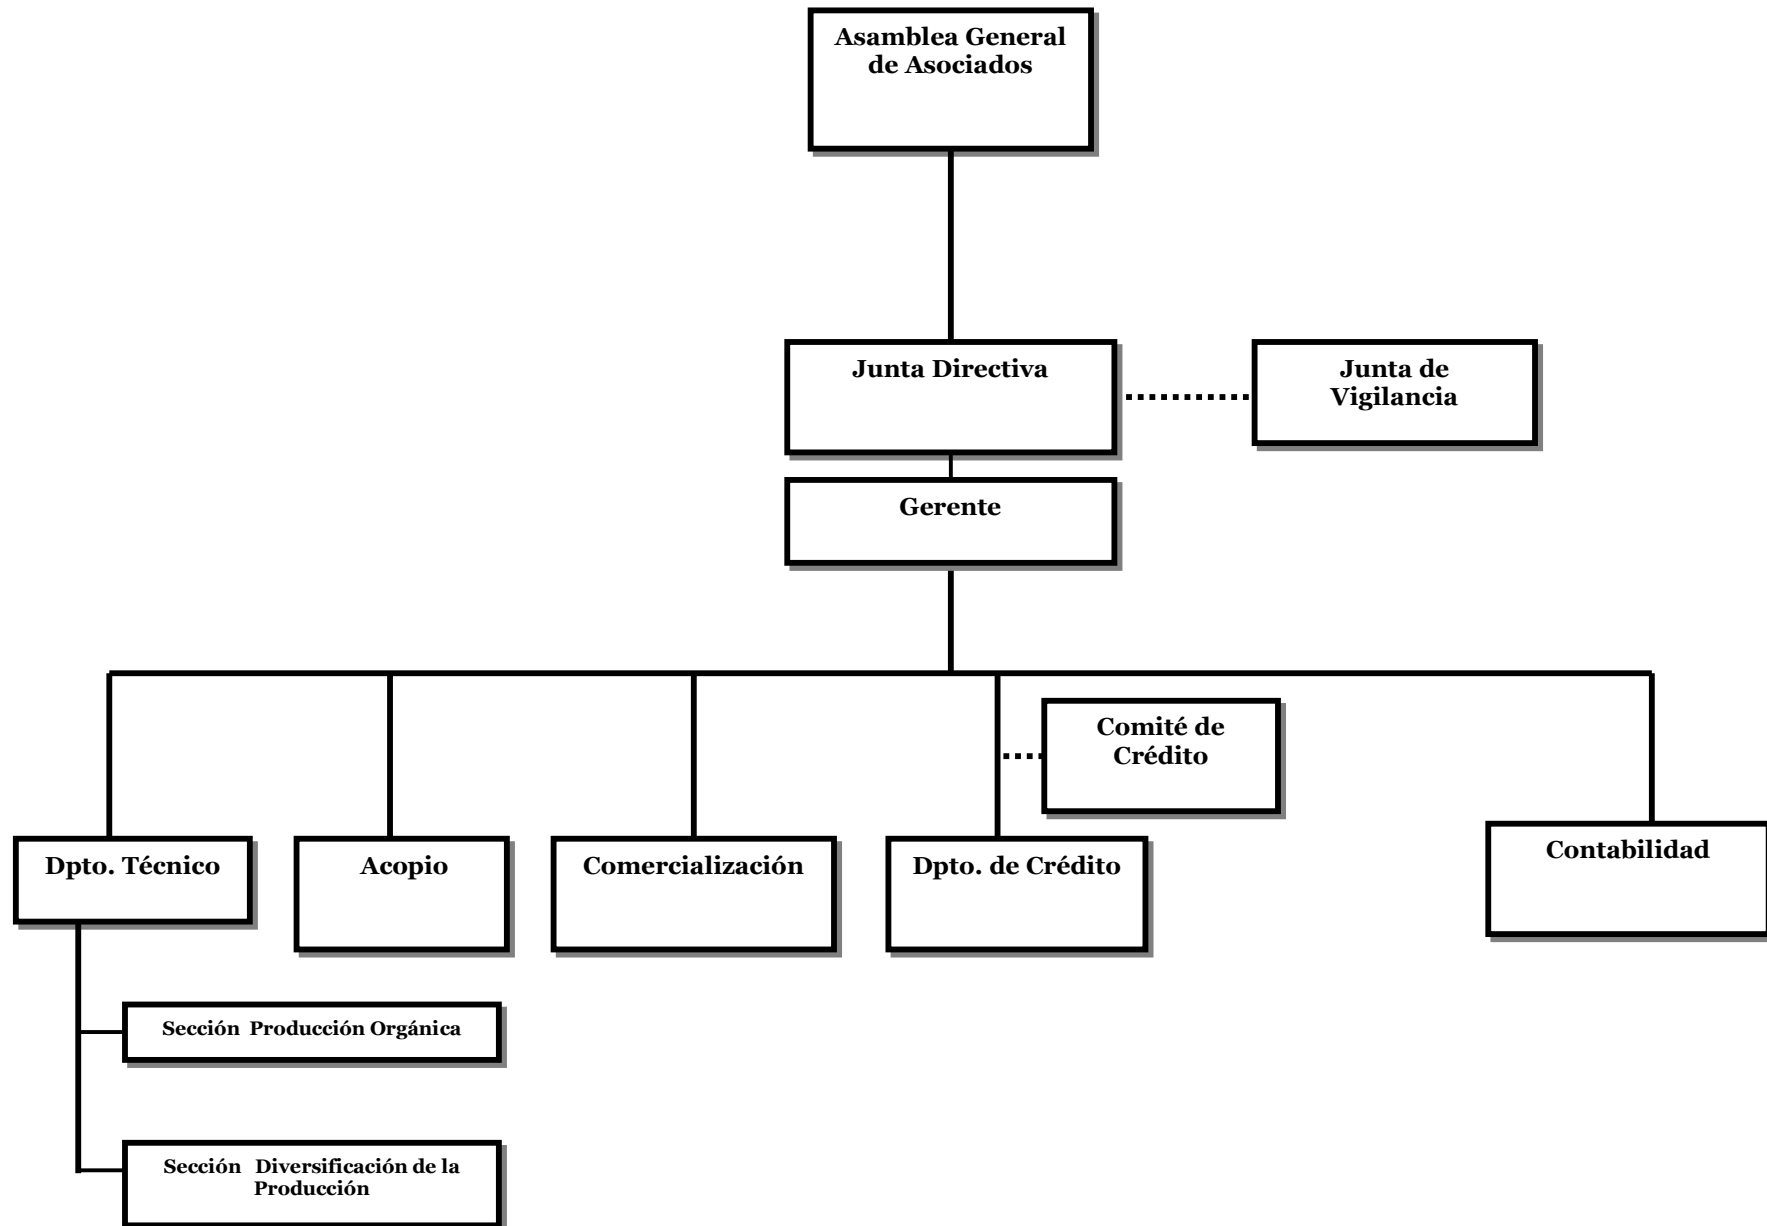 Asamblea General
de Asociados
Junta Directiva
Junta de
Vigilancia
Gerente
Comité de
Crédito
Dpto. Técnico
Acopio
Comercialización
Dpto. de Crédito
Contabilidad
Sección Producción Orgánica
Sección Diversificación de la
Producción